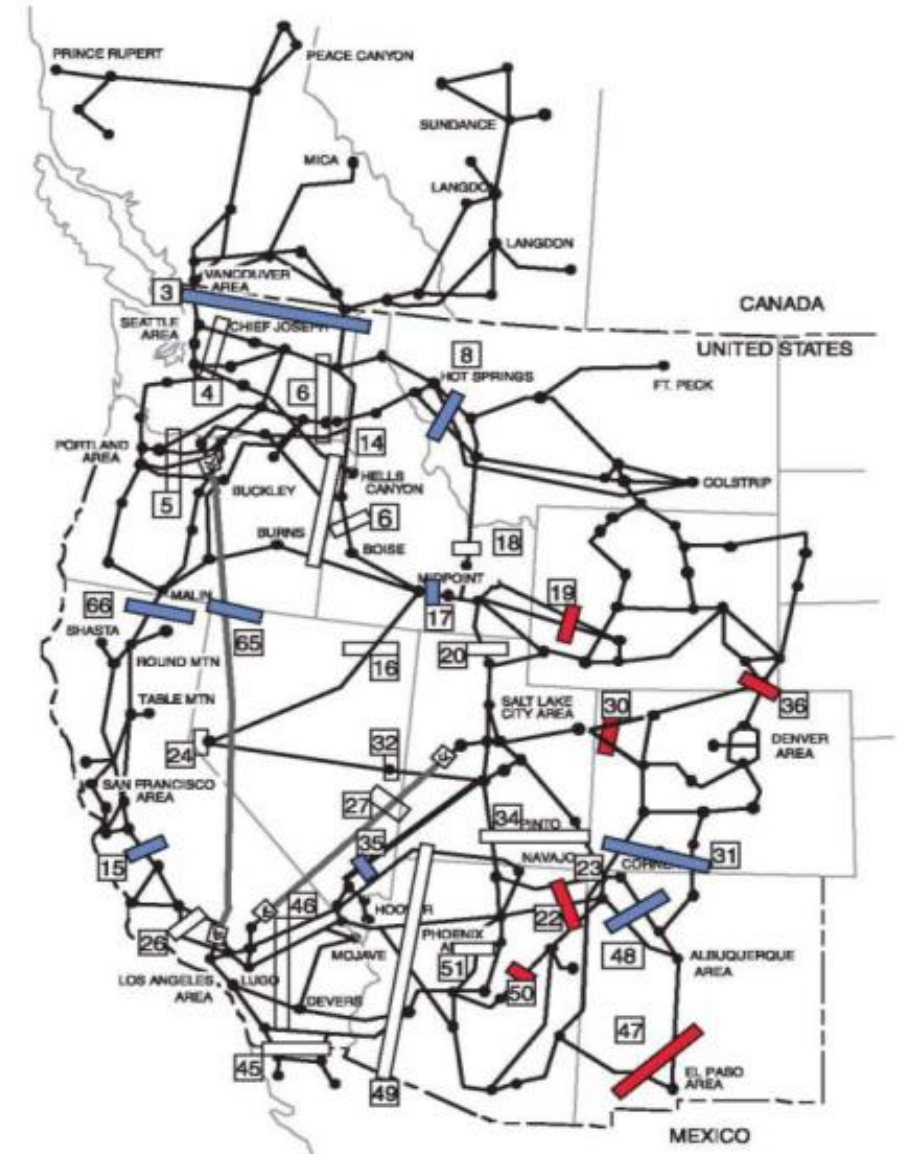 PRINCE RUPERT
PEACE CANYON
SUNDANCE
MICA
LANGDO
LANGDON
VANCOUVER
AREA
3
CANADA
SEATTLE
AREA
CHIEF JOSEPH
UNITED STATES
8
HOT SPRINGS
FT. PECK
4
6
14
PORTLAND
AREA
HELLS
CANYON
COLSTRIP
BUCKLEY
5
6
BURNS
BOISE
18
MIDPOINT
19
MALIN
66
17
65
SHASTA
ROUND MTN
16
20
TABLE MTN
SALT LAKE
CITY AREA
30
36
24
32
DENVER
AREA
SAN FRANCISCO
AREA
27
34
PINTO
35
15
NAVAJO
23
31
46
HOOVER
22
26
PHOENIX
MOJAVE
51
48
ALBUQUERQUE
AREA
LOS ANGELES
AREA
LUGO
50
DEVERS
47
45
EL PASO
AREA
49
MEXICO